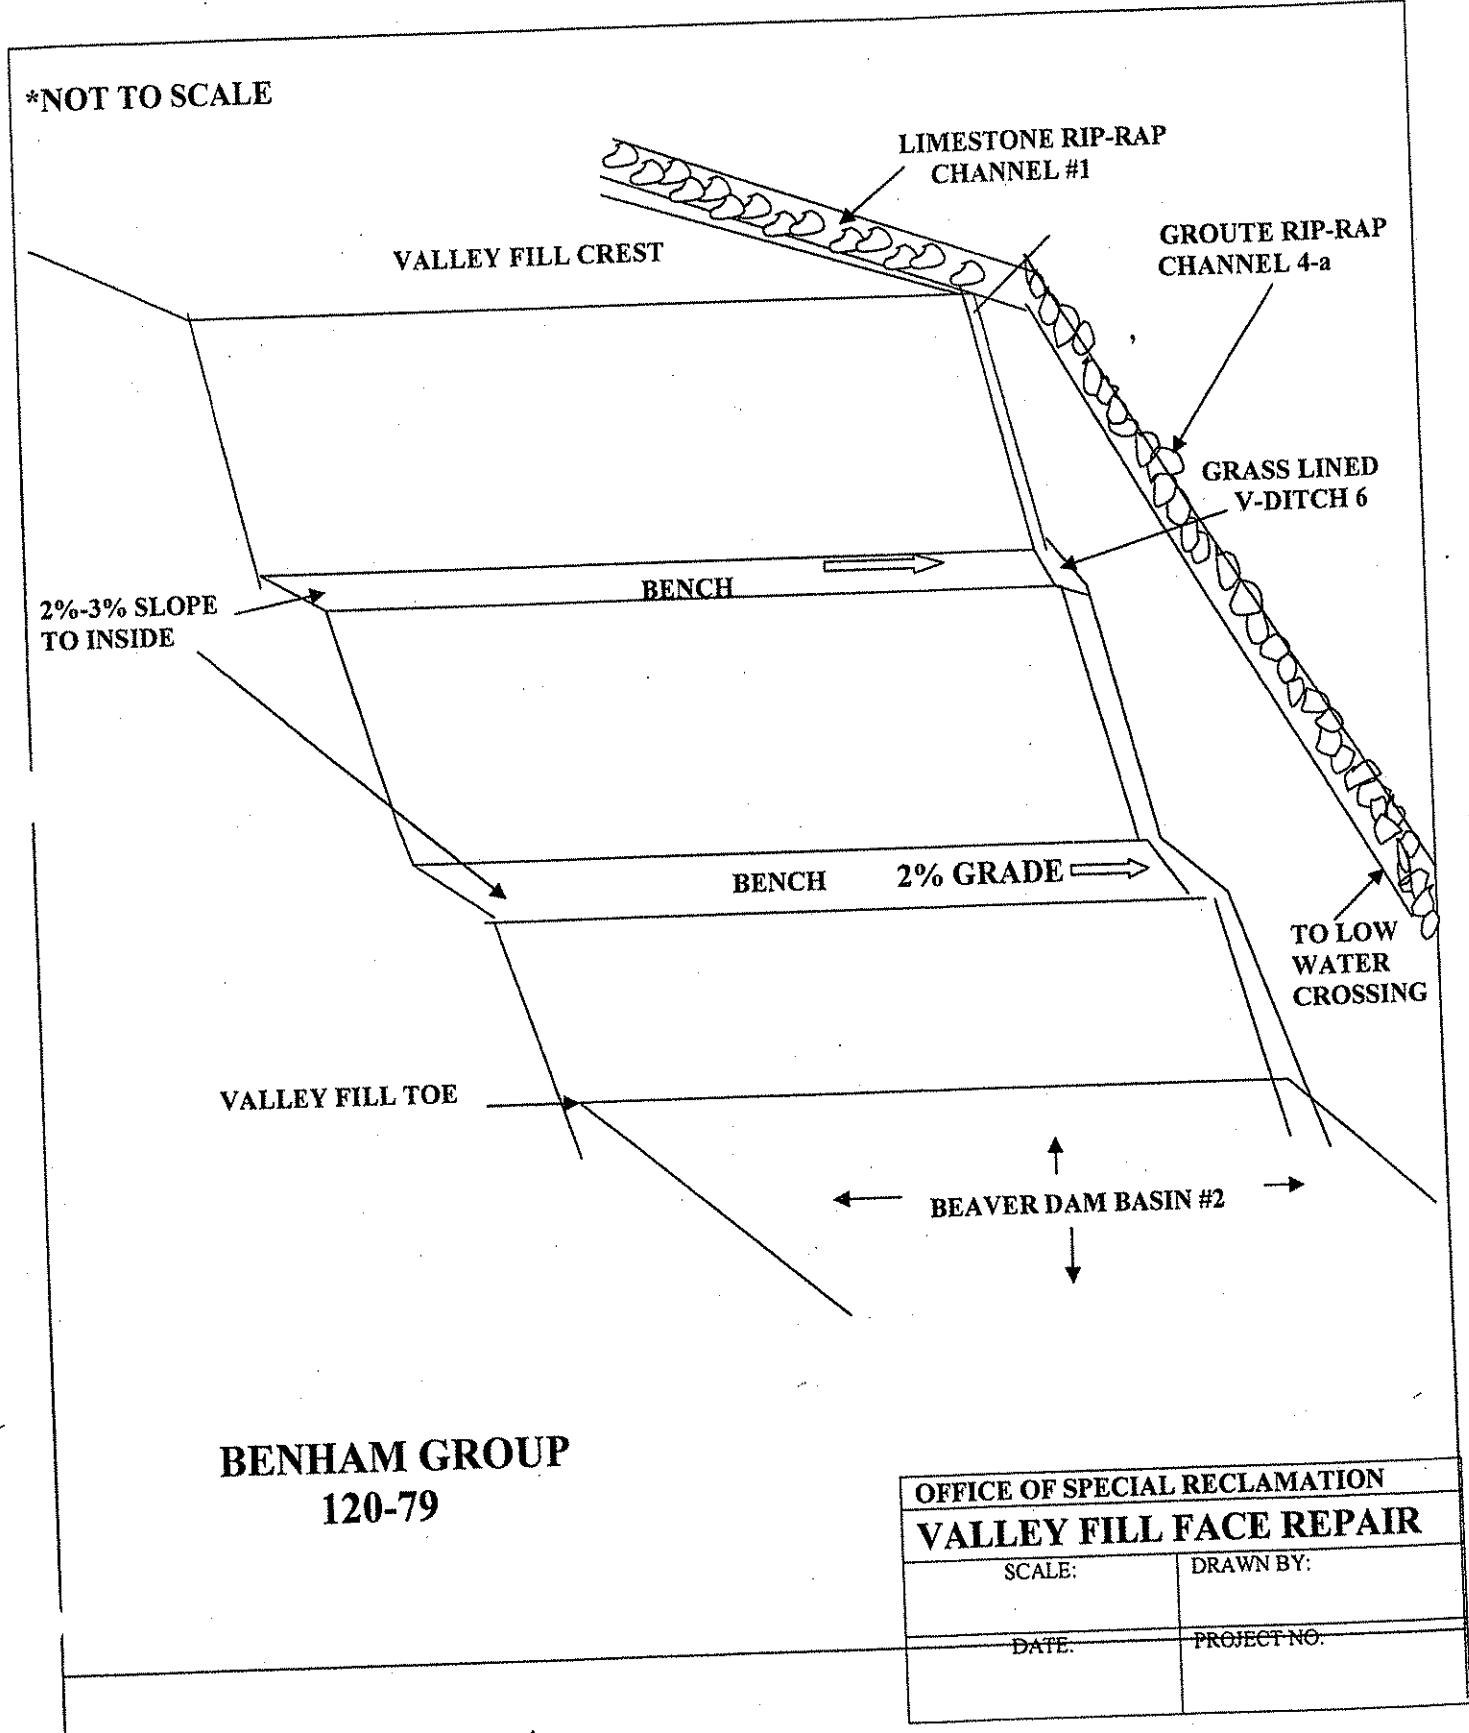 *NOT TO SCALE
LIMESTONE RIP-RAP
CHANNEL #1
GROUTE RIP-RAP
CHANNEL 4-a
VALLEY FILL CREST
GRASS LINED
V-DITCH 6
BENCH
2%-3% SLOPE
TO INSIDE
BENCH
2% GRADE
TO LOW
WATER
CROSSING
VALLEY FILL TOE
BEAVER DAM BASIN #2
BENHAM GROUP
120-79
OFFICE OF SPECIAL RECLAMATION
VALLEY FILL FACE REPAIR
SCALE:
DRAWN BY:
DATE:
PROJECT NO: